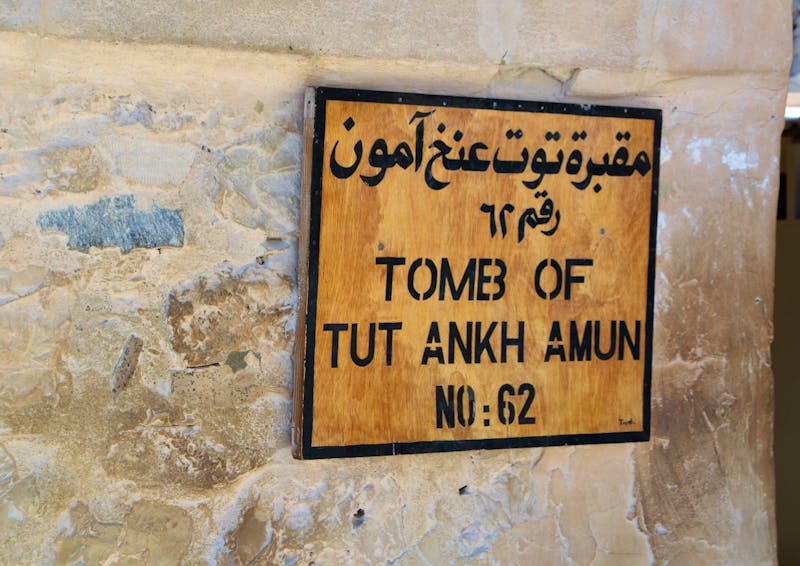 مقبرة توت عنخ آمون
رقم ٦٢
TOMB OF
TUT ANKH AMUN
NO: 62